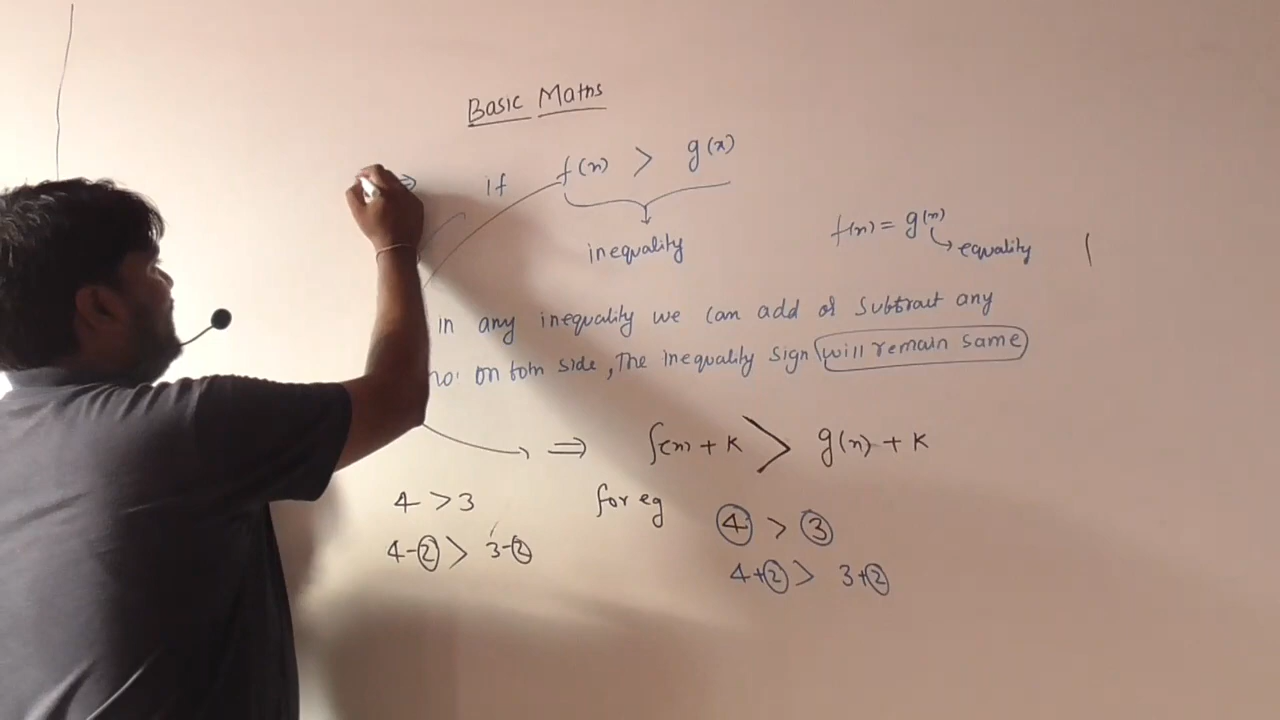 Basic Maths
⇒ if f(x) > g(x)
inequality
f(x) = g(x)
equality
in any inequality we can add or subtract any
no. on both side, The inequality sign will remain same
⇒ f(x) + K > g(x) + K
4 > 3
4-2 > 3-2
for eg
4 > 3
4+2 > 3+2